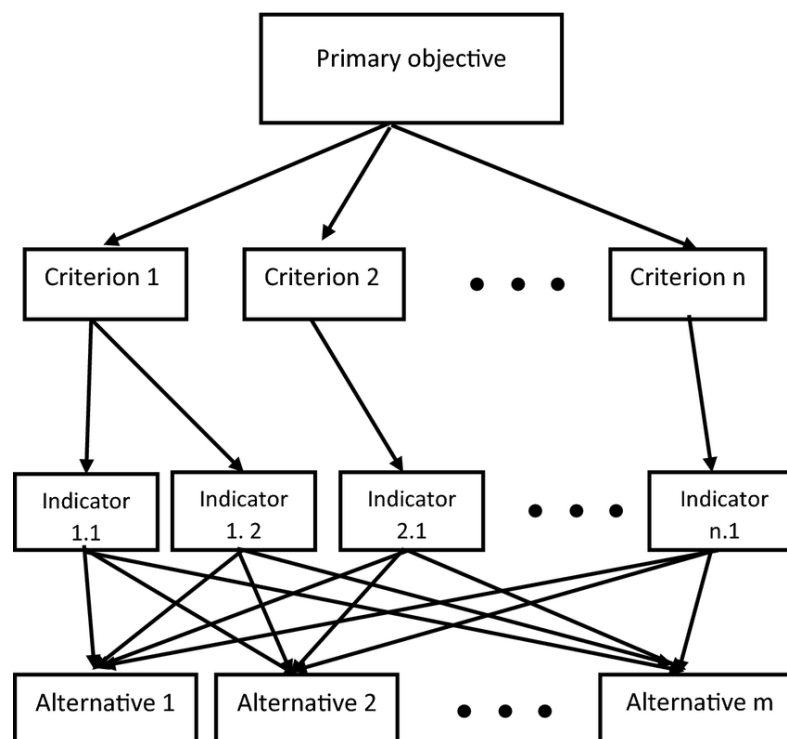 Primary objective
Criterion 1
Criterion 2
Criterion n
Indicator
1.1
Indicator
1. 2
Indicator
2.1
Indicator
n.1
Alternative 1
Alternative 2
Alternative m